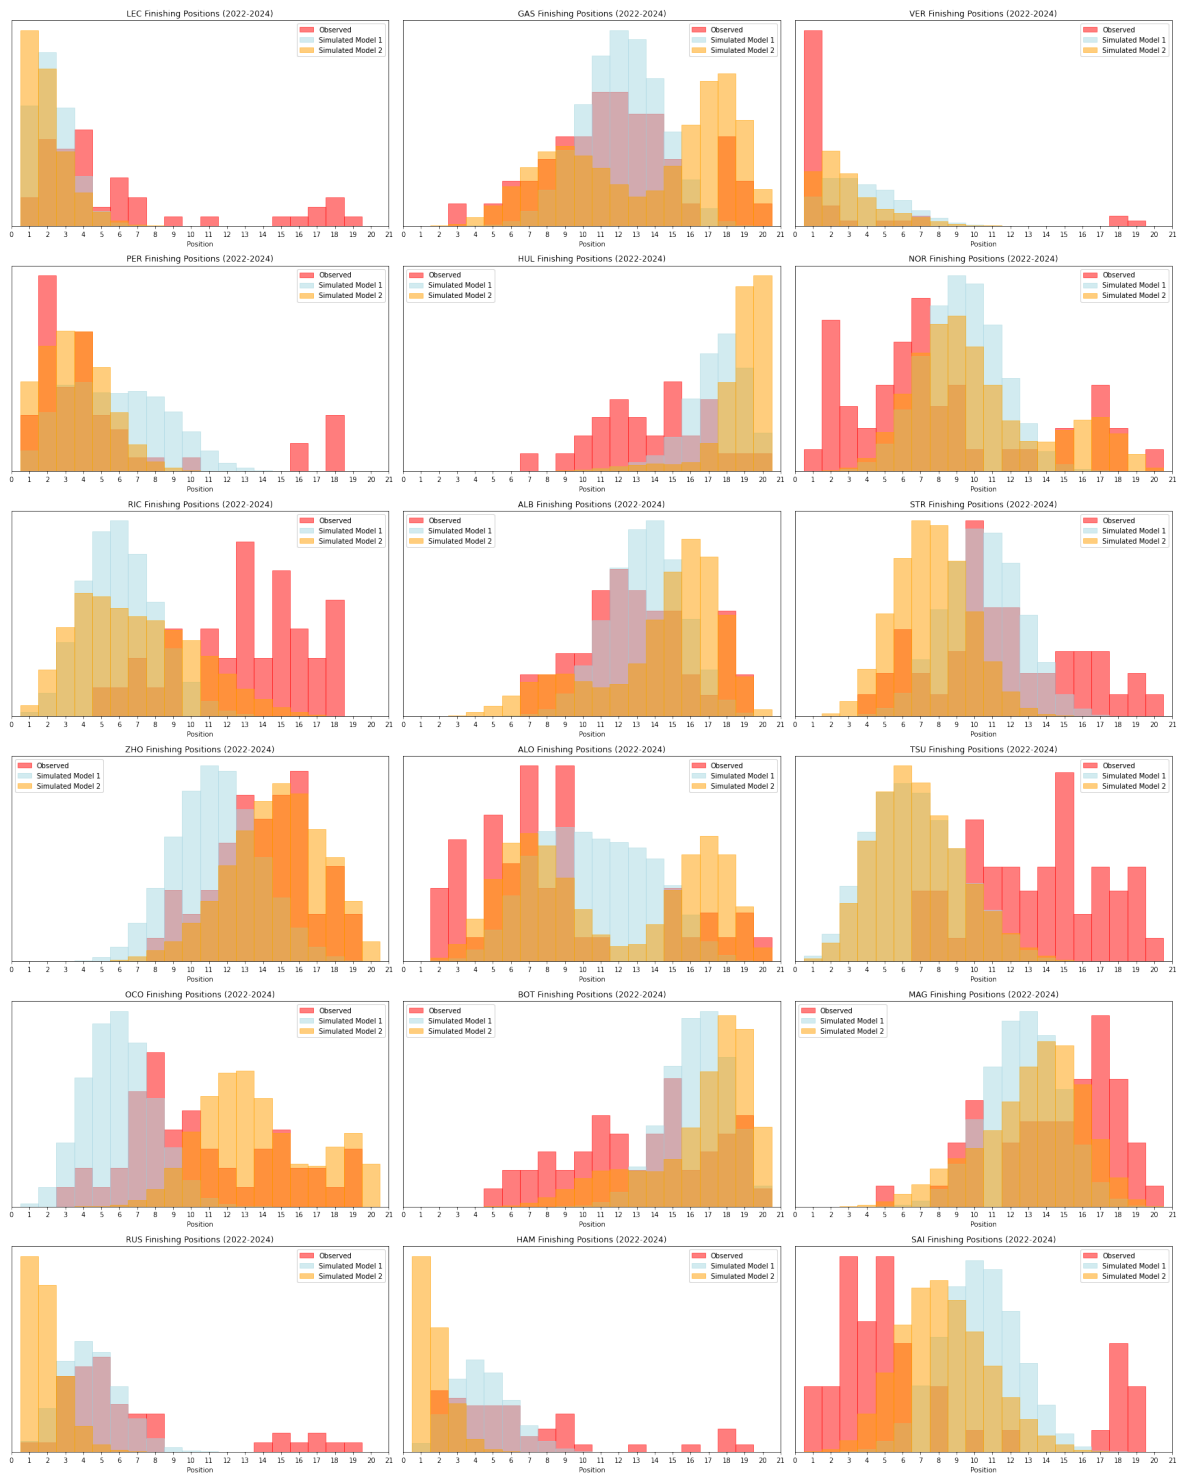 LEC Finishing Positions (2022-2024)
Observed
Simulated Model 1
Simulated Model 2
0 1 2 3 4 5 6 7 8 9 10 11 12 13 14 15 16 17 18 19 20 21
Position
GAS Finishing Positions (2022-2024)
Observed
Simulated Model 1
Simulated Model 2
0 1 2 3 4 5 6 7 8 9 10 11 12 13 14 15 16 17 18 19 20 21
Position
VER Finishing Positions (2022-2024)
Observed
Simulated Model 1
Simulated Model 2
0 1 2 3 4 5 6 7 8 9 10 11 12 13 14 15 16 17 18 19 20 21
Position
PER Finishing Positions (2022-2024)
Observed
Simulated Model 1
Simulated Model 2
0 1 2 3 4 5 6 7 8 9 10 11 12 13 14 15 16 17 18 19 20 21
Position
HUL Finishing Positions (2022-2024)
Observed
Simulated Model 1
Simulated Model 2
0 1 2 3 4 5 6 7 8 9 10 11 12 13 14 15 16 17 18 19 20 21
Position
NOR Finishing Positions (2022-2024)
Observed
Simulated Model 1
Simulated Model 2
0 1 2 3 4 5 6 7 8 9 10 11 12 13 14 15 16 17 18 19 20 21
Position
RIC Finishing Positions (2022-2024)
Observed
Simulated Model 1
Simulated Model 2
0 1 2 3 4 5 6 7 8 9 10 11 12 13 14 15 16 17 18 19 20 21
Position
ALB Finishing Positions (2022-2024)
Observed
Simulated Model 1
Simulated Model 2
0 1 2 3 4 5 6 7 8 9 10 11 12 13 14 15 16 17 18 19 20 21
Position
STR Finishing Positions (2022-2024)
Observed
Simulated Model 1
Simulated Model 2
0 1 2 3 4 5 6 7 8 9 10 11 12 13 14 15 16 17 18 19 20 21
Position
ZHO Finishing Positions (2022-2024)
Observed
Simulated Model 1
Simulated Model 2
0 1 2 3 4 5 6 7 8 9 10 11 12 13 14 15 16 17 18 19 20 21
Position
ALO Finishing Positions (2022-2024)
Observed
Simulated Model 1
Simulated Model 2
0 1 2 3 4 5 6 7 8 9 10 11 12 13 14 15 16 17 18 19 20 21
Position
TSU Finishing Positions (2022-2024)
Observed
Simulated Model 1
Simulated Model 2
0 1 2 3 4 5 6 7 8 9 10 11 12 13 14 15 16 17 18 19 20 21
Position
OCO Finishing Positions (2022-2024)
Observed
Simulated Model 1
Simulated Model 2
0 1 2 3 4 5 6 7 8 9 10 11 12 13 14 15 16 17 18 19 20 21
Position
BOT Finishing Positions (2022-2024)
Observed
Simulated Model 1
Simulated Model 2
0 1 2 3 4 5 6 7 8 9 10 11 12 13 14 15 16 17 18 19 20 21
Position
MAG Finishing Positions (2022-2024)
Observed
Simulated Model 1
Simulated Model 2
0 1 2 3 4 5 6 7 8 9 10 11 12 13 14 15 16 17 18 19 20 21
Position
RUS Finishing Positions (2022-2024)
Observed
Simulated Model 1
Simulated Model 2
0 1 2 3 4 5 6 7 8 9 10 11 12 13 14 15 16 17 18 19 20 21
Position
HAM Finishing Positions (2022-2024)
Observed
Simulated Model 1
Simulated Model 2
0 1 2 3 4 5 6 7 8 9 10 11 12 13 14 15 16 17 18 19 20 21
Position
SAI Finishing Positions (2022-2024)
Observed
Simulated Model 1
Simulated Model 2
0 1 2 3 4 5 6 7 8 9 10 11 12 13 14 15 16 17 18 19 20 21
Position